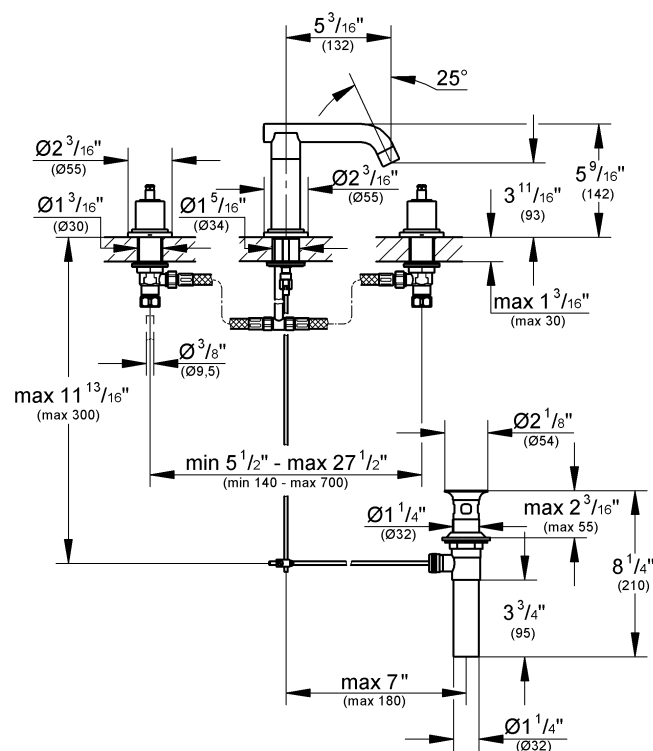 5 3/16"
(132)
25°
Ø2 3/16"
(Ø55)
Ø2 3/16"
(Ø55)
5 9/16"
(142)
3 11/16"
(93)
Ø1 3/16"
(Ø30)
Ø1 5/16"
(Ø34)
max 1 3/16"
(max 30)
Ø 3/8"
(Ø9,5)
max 11 13/16"
(max 300)
Ø2 1/8"
(Ø54)
min 5 1/2" - max 27 1/2"
(min 140 - max 700)
max 2 3/16"
(max 55)
Ø1 1/4"
(Ø32)
8 1/4"
(210)
3 3/4"
(95)
max 7"
(max 180)
Ø1 1/4"
(Ø32)